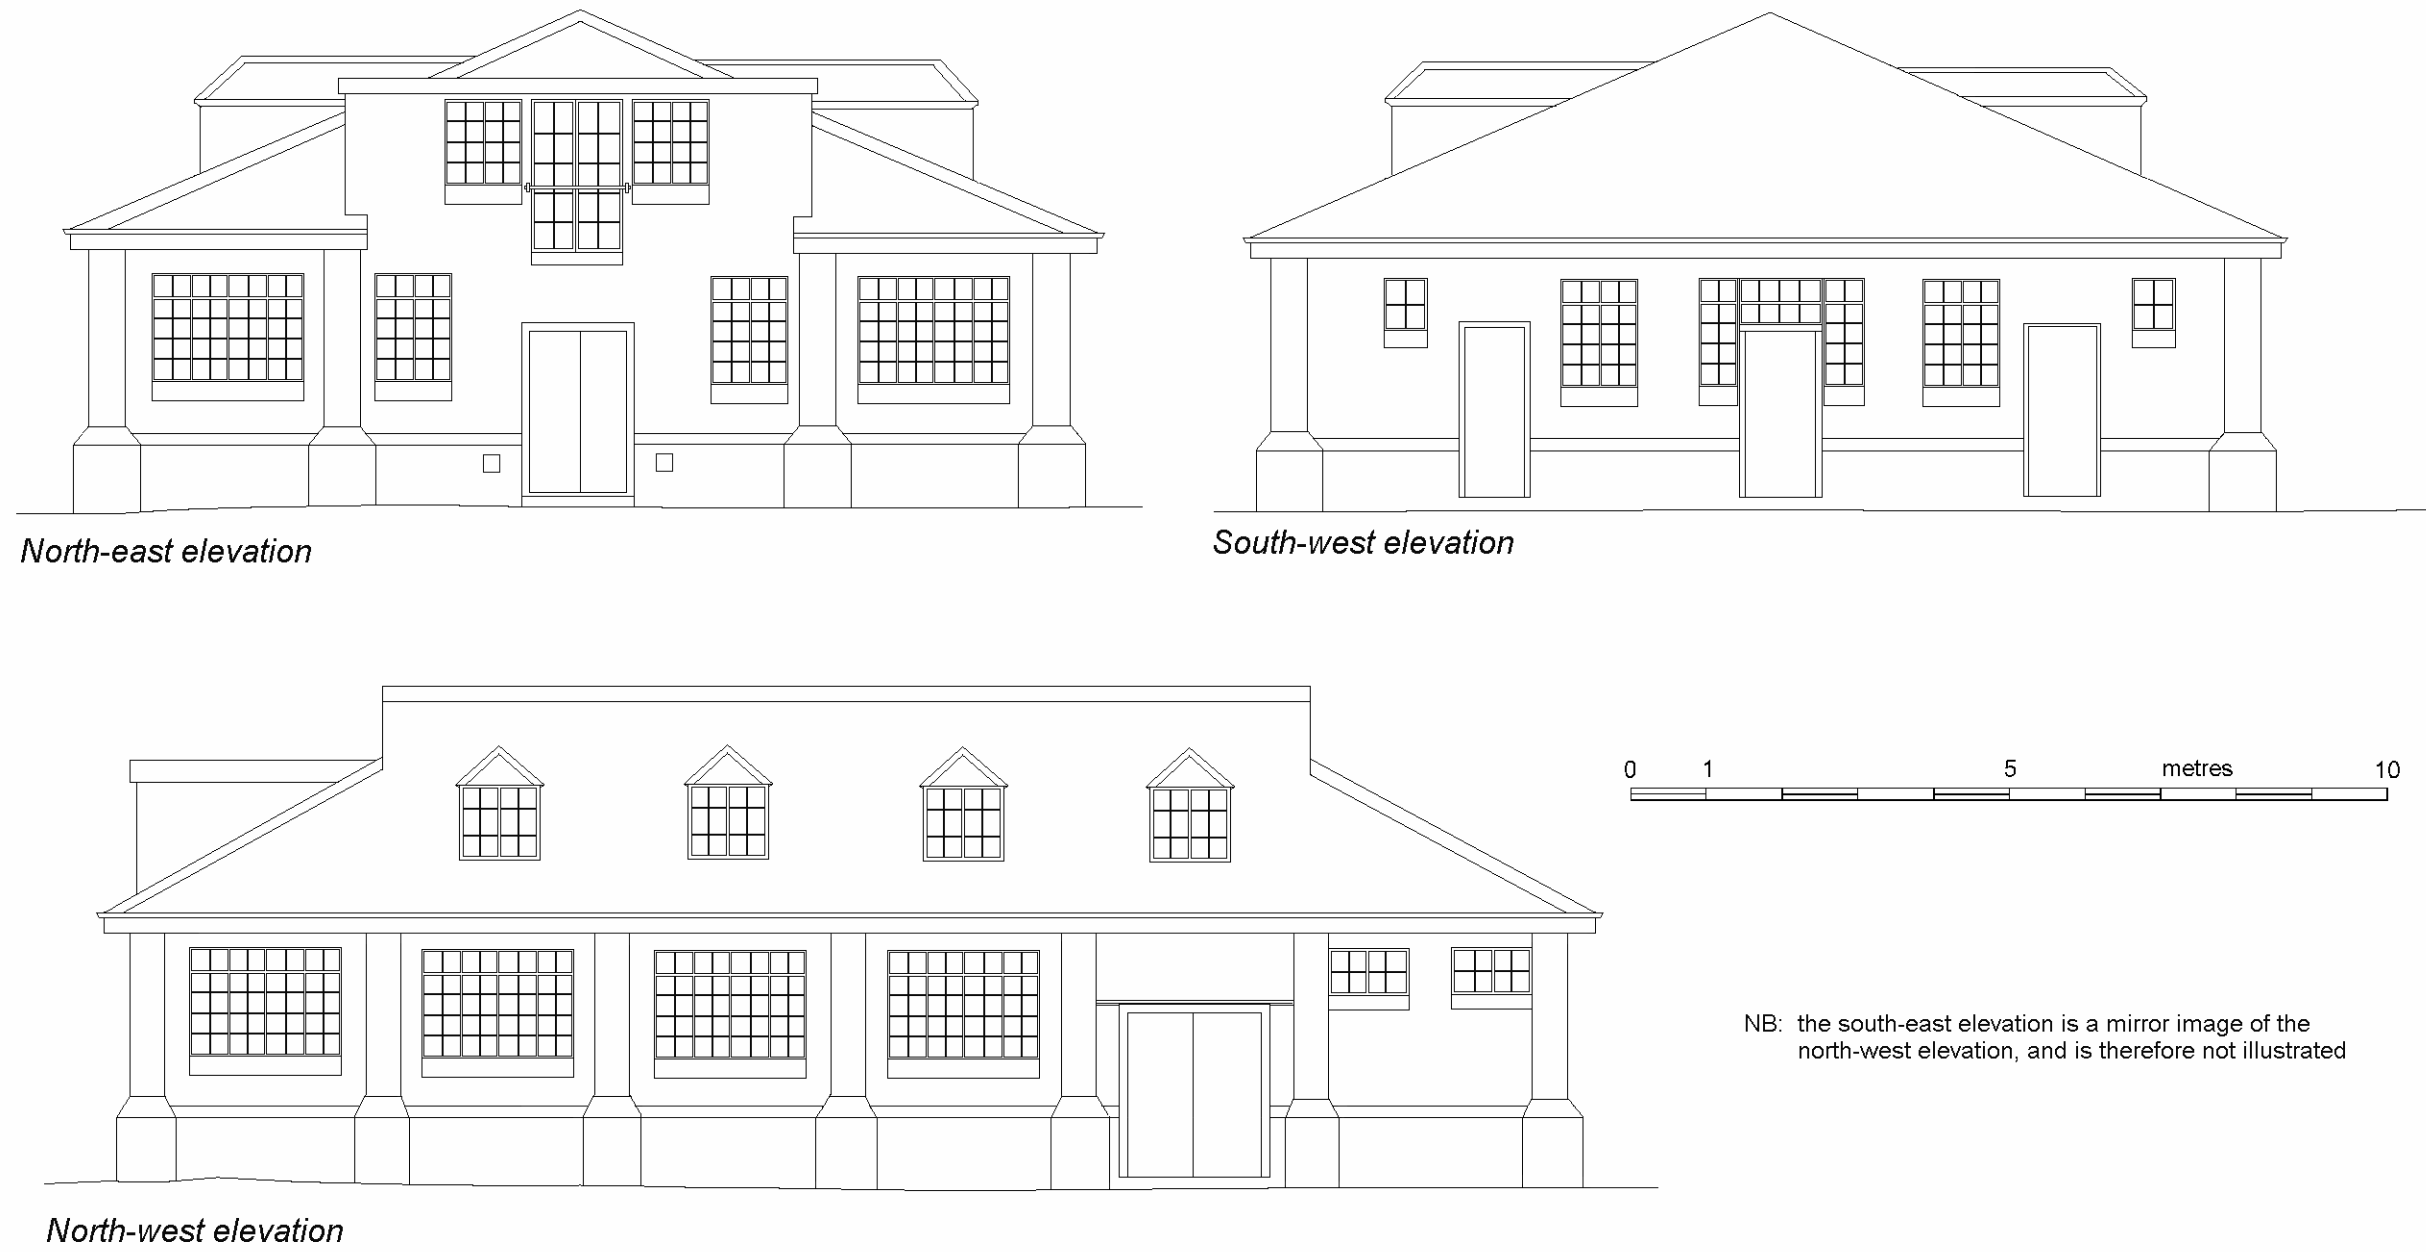 North-east elevation
South-west elevation
0 1 5 metres 10
NB: the south-east elevation is a mirror image of the
north-west elevation, and is therefore not illustrated
North-west elevation